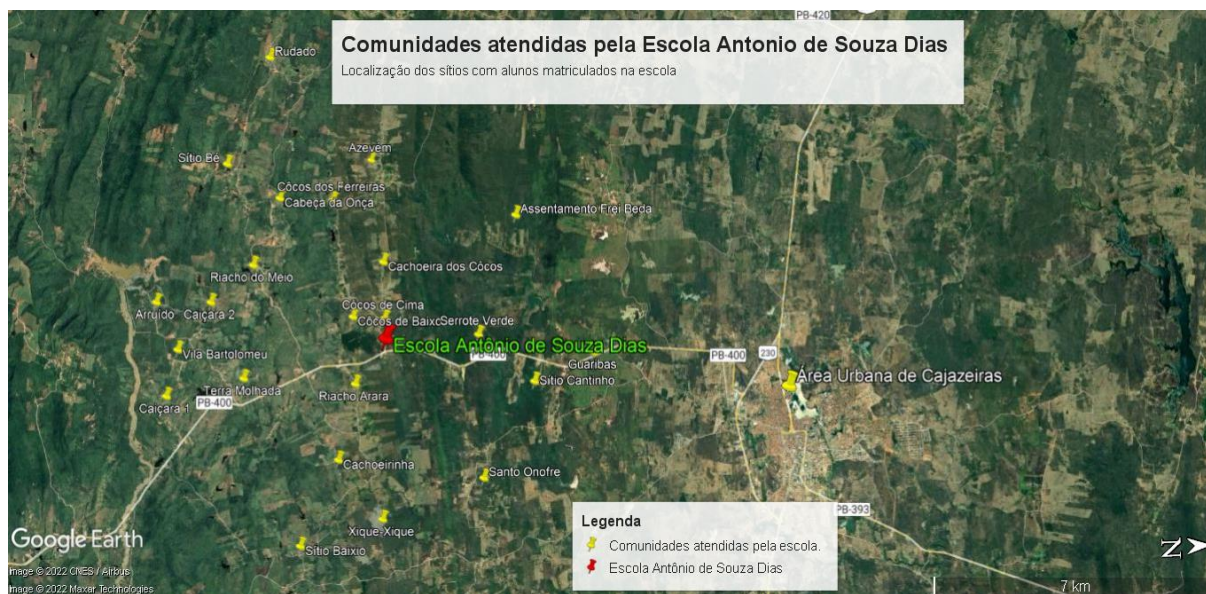 PB-420
Comunidades atendidas pela Escola Antonio de Souza Dias
Localização dos sítios com alunos matriculados na escola
Rudado
Azevem
Sítio Bé
Côcos dos Ferreiras
Cabeça da Onça
Assentamento Frei Beda
Cachoeira dos Côcos
Riacho do Meio
Arruido
Caiçara 2
Côcos de Cima
Côcos de Baixo
Serrote Verde
Escola Antônio de Souza Dias
PB-400
PB-400
230
Vila Bartolomeu
Guaribas
Sítio Cantinho
Área Urbana de Cajazeiras
Terra Molhada
Riacho Arara
Caiçara 1
PB-400
Cachoeirinha
Santo Onofre
PB-393
Xique-Xique
Sítio Baixio
Legenda
Comunidades atendidas pela escola.
Escola Antônio de Souza Dias
Google Earth
Image © 2022 CNES / Airbus
Image © 2022 Maxar Technologies
N
7 km